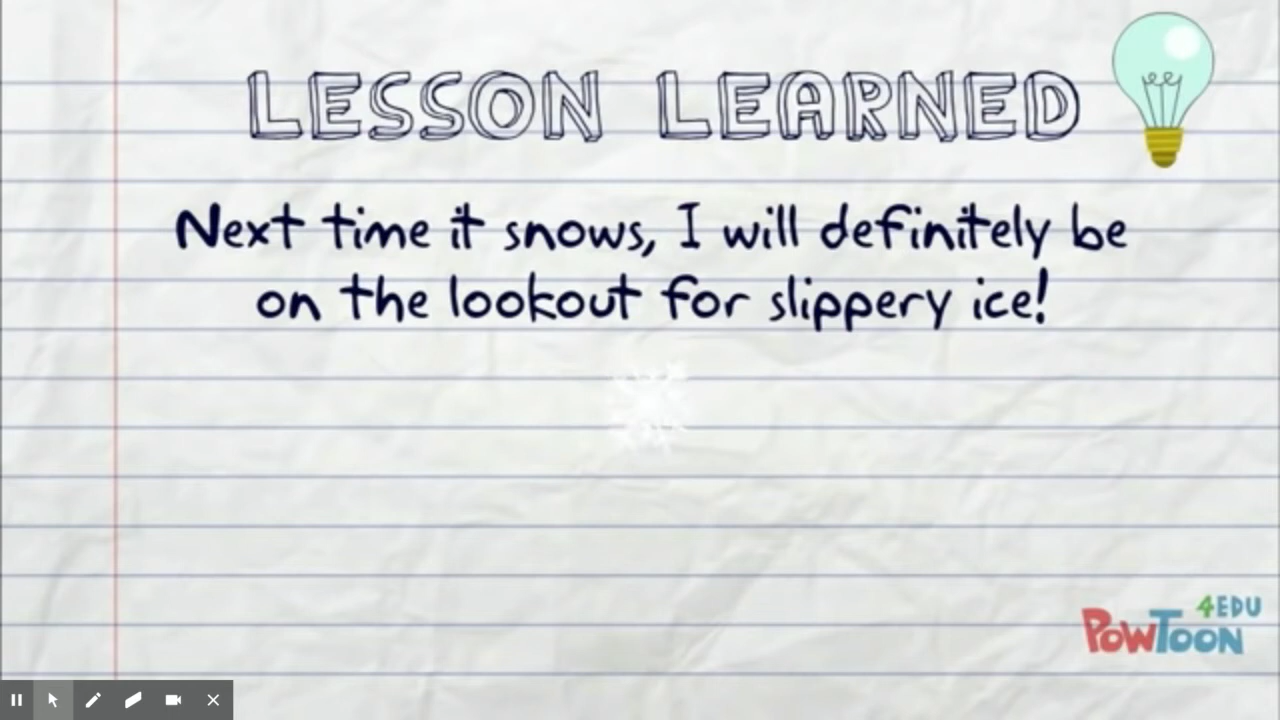 LESSON LEARNED
Next time it snows, I will definitely be
on the lookout for slippery ice!
4EDU
POWTOON